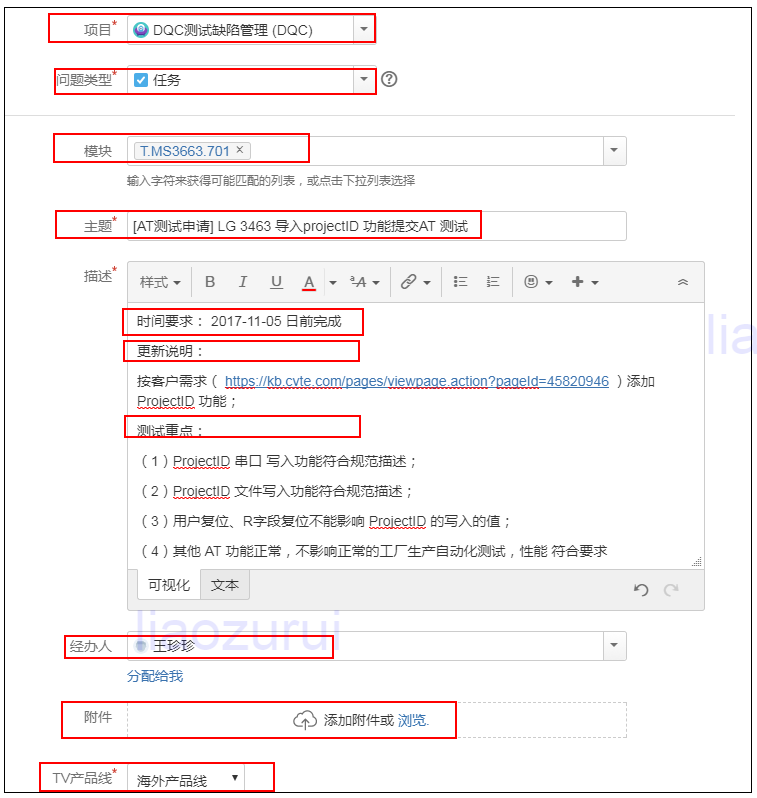 项目* DQC测试缺陷管理 (DQC)
问题类型* 任务 ?
模块 T.MS3663.701 ×
输入字符来获得可能匹配的列表，或点击下拉列表选择
主题* [AT测试申请] LG 3463 导入projectID 功能提交AT 测试
描述* 样式 B I U A ªA
时间要求： 2017-11-05 日前完成
更新说明：
按客户需求（ https://kb.cvte.com/pages/viewpage.action?pageId=45820946 ）添加
ProjectID 功能；
测试重点：
（1）ProjectID 串口 写入功能符合规范描述；
（2）ProjectID 文件写入功能符合规范描述；
（3）用户复位、R字段复位不能影响 ProjectID 的写入的值；
（4）其他 AT 功能正常，不影响正常的工厂生产自动化测试，性能 符合要求
可视化 文本
liaozurui
lia
经办人 王珍珍
分配给我
附件 添加附件或 浏览.
TV产品线* 海外产品线